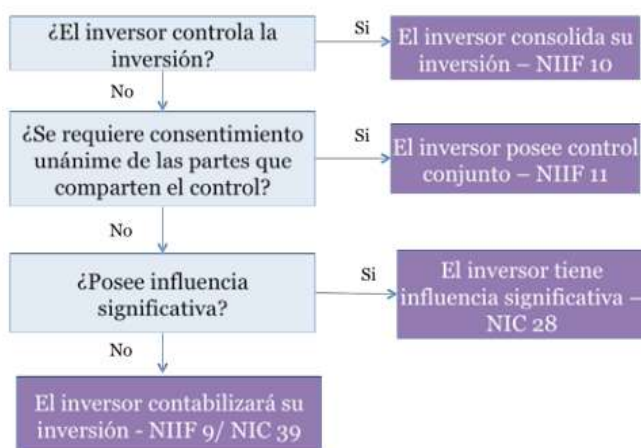 ¿El inversor controla la
inversión?
Si
El inversor consolida su
inversión – NIIF 10
No
¿Se requiere consentimiento
unánime de las partes que
comparten el control?
Si
El inversor posee control
conjunto – NIIF 11
No
¿Posee influencia
significativa?
Si
El inversor tiene
influencia significativa –
NIC 28
No
El inversor contabilizará su
inversión - NIIF 9/ NIC 39